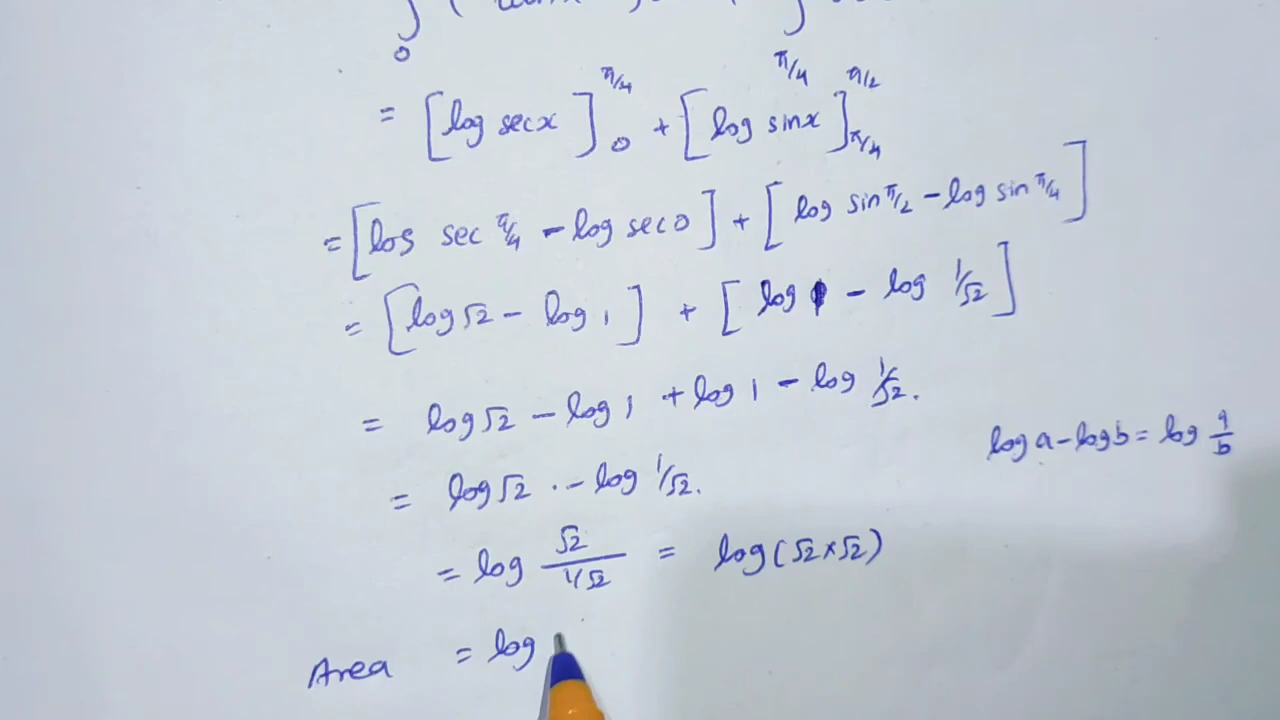 0
= [log secx]₀^π/4 + [log sinx]π/4^π/2
= [log sec π/4 - log sec0] + [log sin π/2 - log sin π/4]
= [log √2 - log 1] + [log 1 - log 1/√2]
= log √2 - log 1 + log 1 - log 1/√2.
log a - log b = log a/b
= log √2 . - log 1/√2.
= log √2/1/√2 = log (√2 × √2)
Area = log